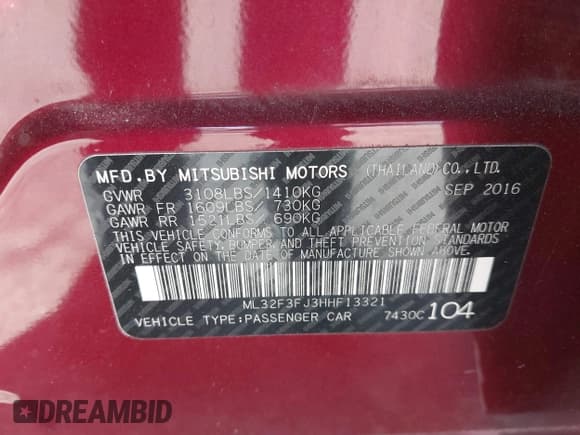 MFD.BY MITSUBISHI MOTORS (THAILAND) CO.,LTD.
GVWR 3108LBS/1410KG SEP 2016
GAWR FR 1609LBS/ 730KG
GAWR RR 1521LBS/ 690KG
THIS VEHICLE CONFORMS TO ALL APPLICABLE FEDERAL MOTOR
VEHICLE SAFETY,BUMPER AND THEFT PREVENTION STANDARDS
IN EFFECT ON THE DATE OF MANUFACTURE SHOWN ABOVE.
ML32F3FJ3HHF13321
VEHICLE TYPE:PASSENGER CAR 7430C 104
DREAMBID